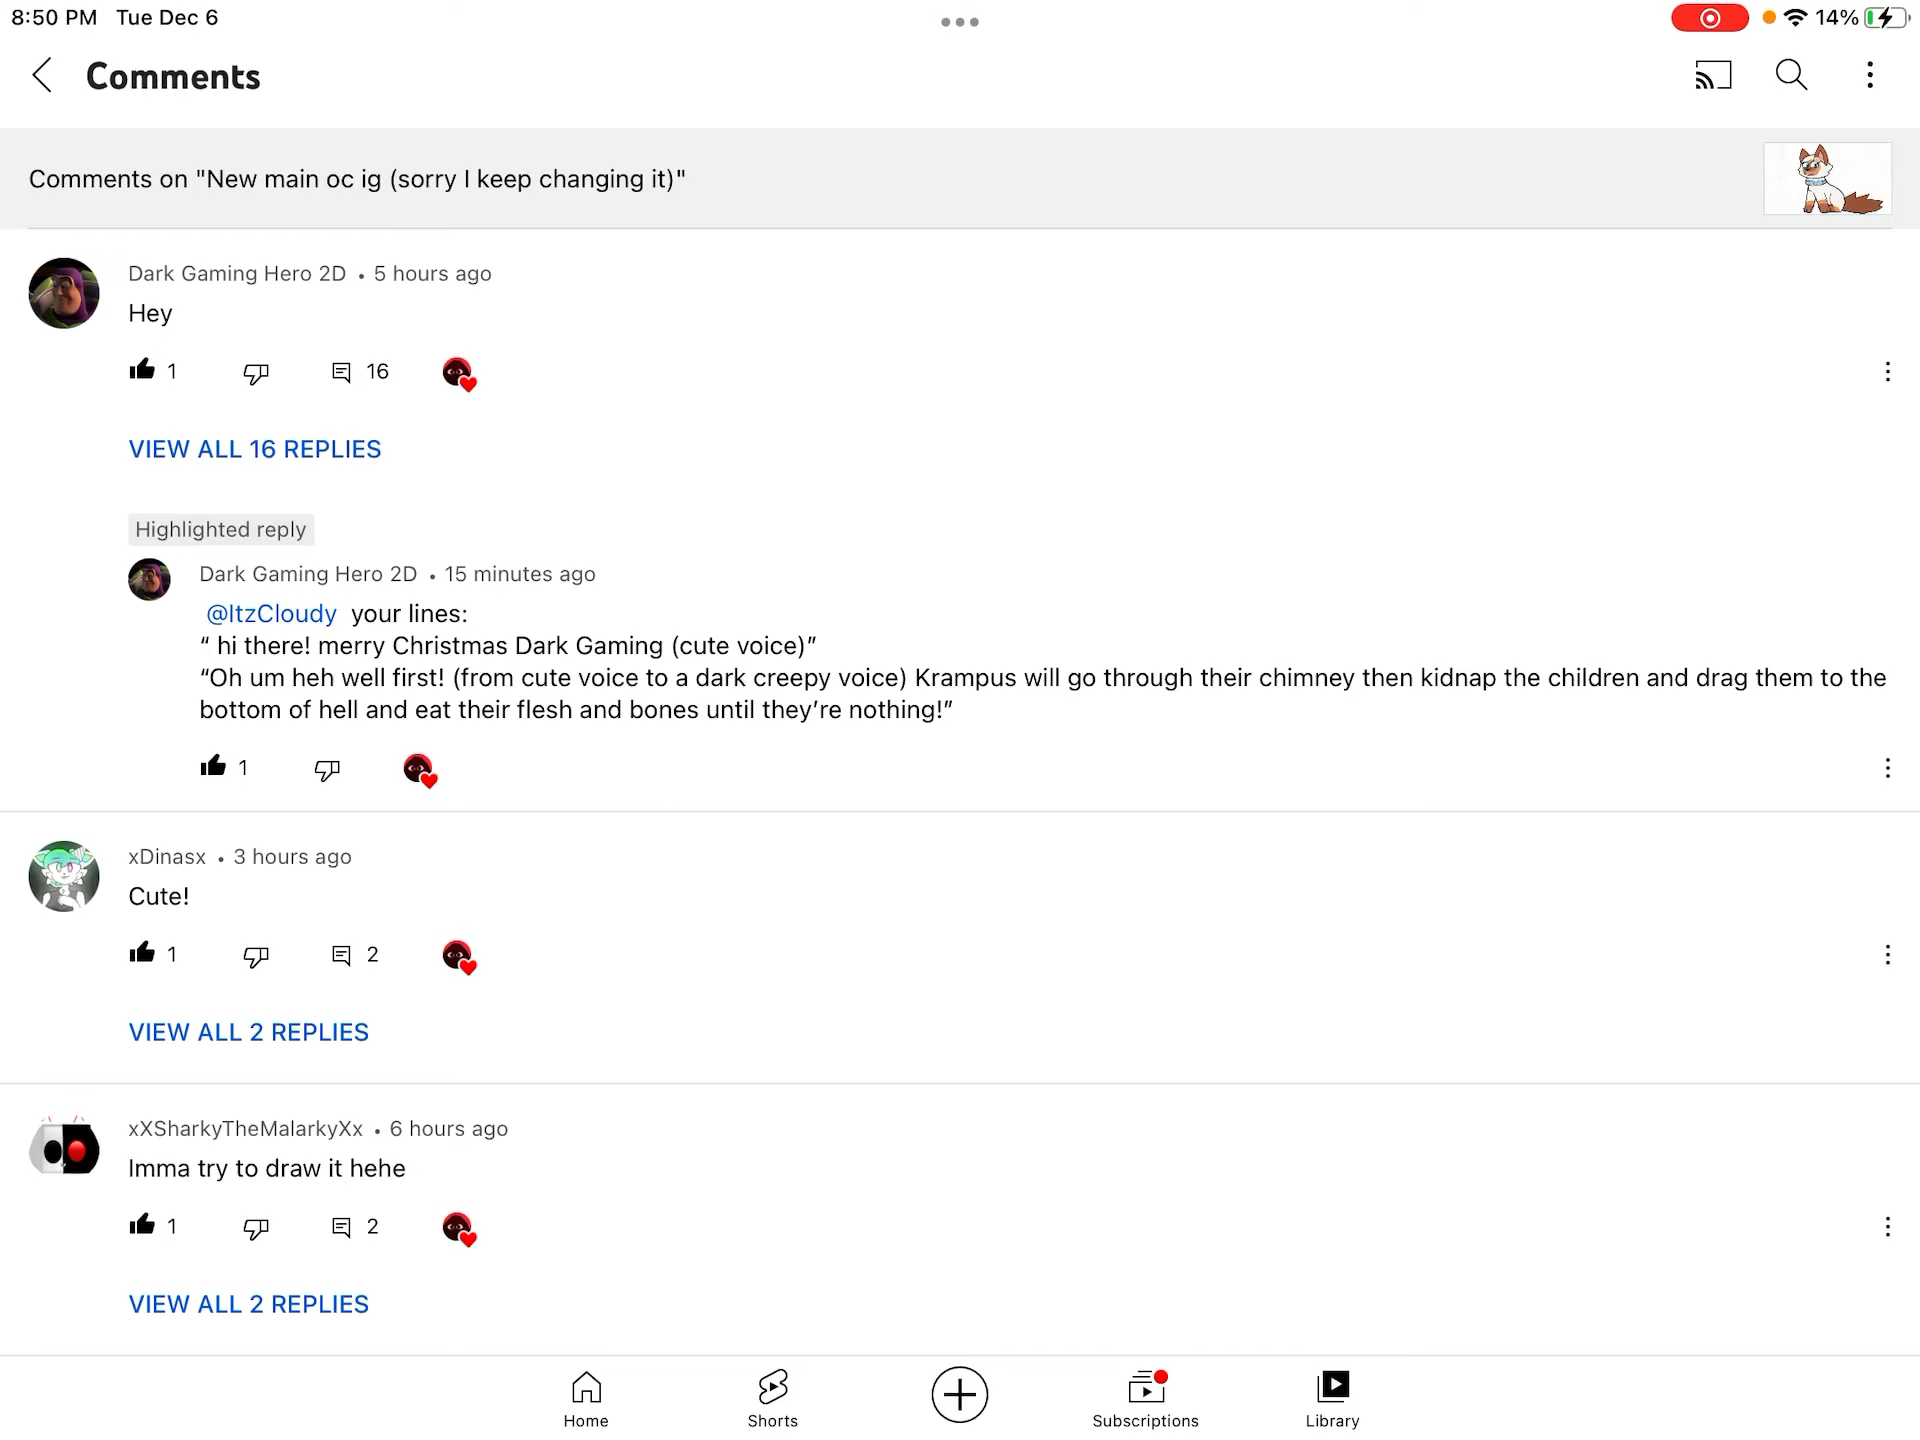 8:50 PM Tue Dec 6
14%
Comments
Comments on "New main oc ig (sorry I keep changing it)"
Dark Gaming Hero 2D • 5 hours ago
Hey
1
16
VIEW ALL 16 REPLIES
Highlighted reply
Dark Gaming Hero 2D • 15 minutes ago
@ItzCloudy your lines:
“ hi there! merry Christmas Dark Gaming (cute voice)”
“Oh um heh well first! (from cute voice to a dark creepy voice) Krampus will go through their chimney then kidnap the children and drag them to the
bottom of hell and eat their flesh and bones until they’re nothing!”
1
xDinasx • 3 hours ago
Cute!
1
2
VIEW ALL 2 REPLIES
xXSharkyTheMalarkyXx • 6 hours ago
Imma try to draw it hehe
1
2
VIEW ALL 2 REPLIES
Home
Shorts
Subscriptions
Library